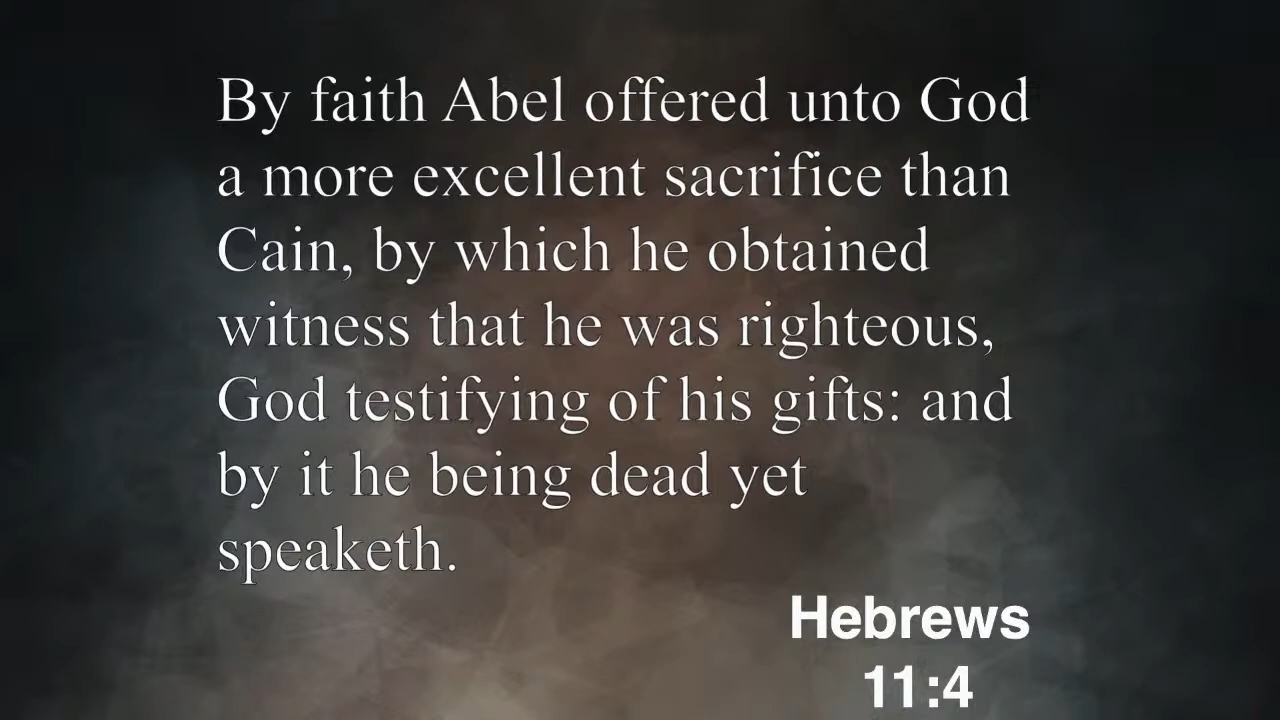 By faith Abel offered unto God
a more excellent sacrifice than
Cain, by which he obtained
witness that he was righteous,
God testifying of his gifts: and
by it he being dead yet
speaketh.
Hebrews
11:4